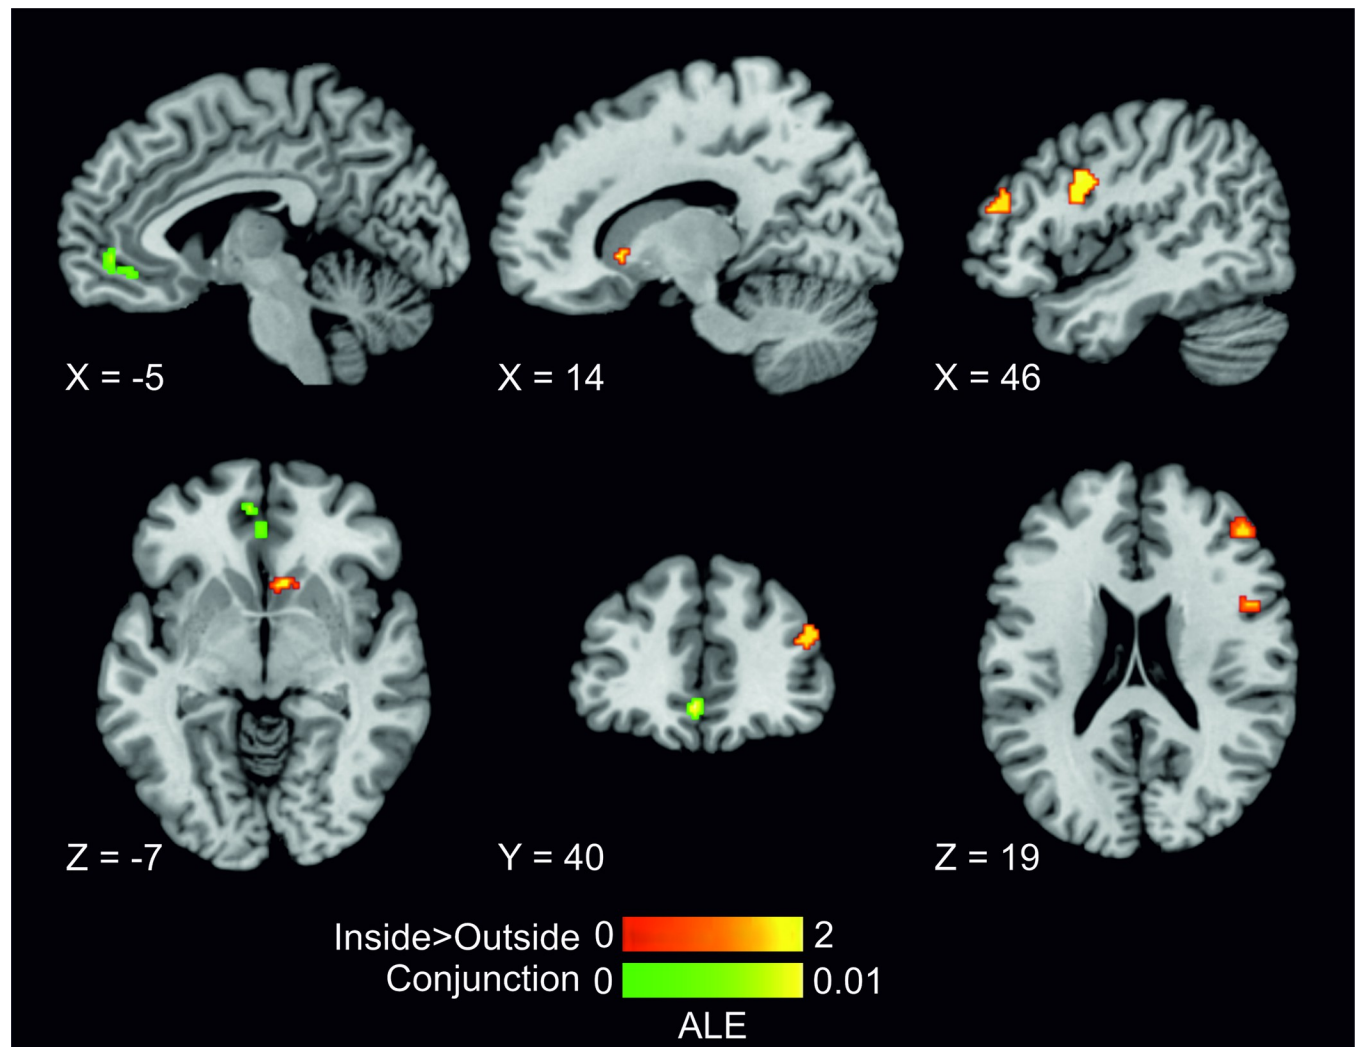 X = -5
X = 14
X = 46
Z = -7
Y = 40
Z = 19
Inside>Outside 0 2
Conjunction 0 0.01
ALE